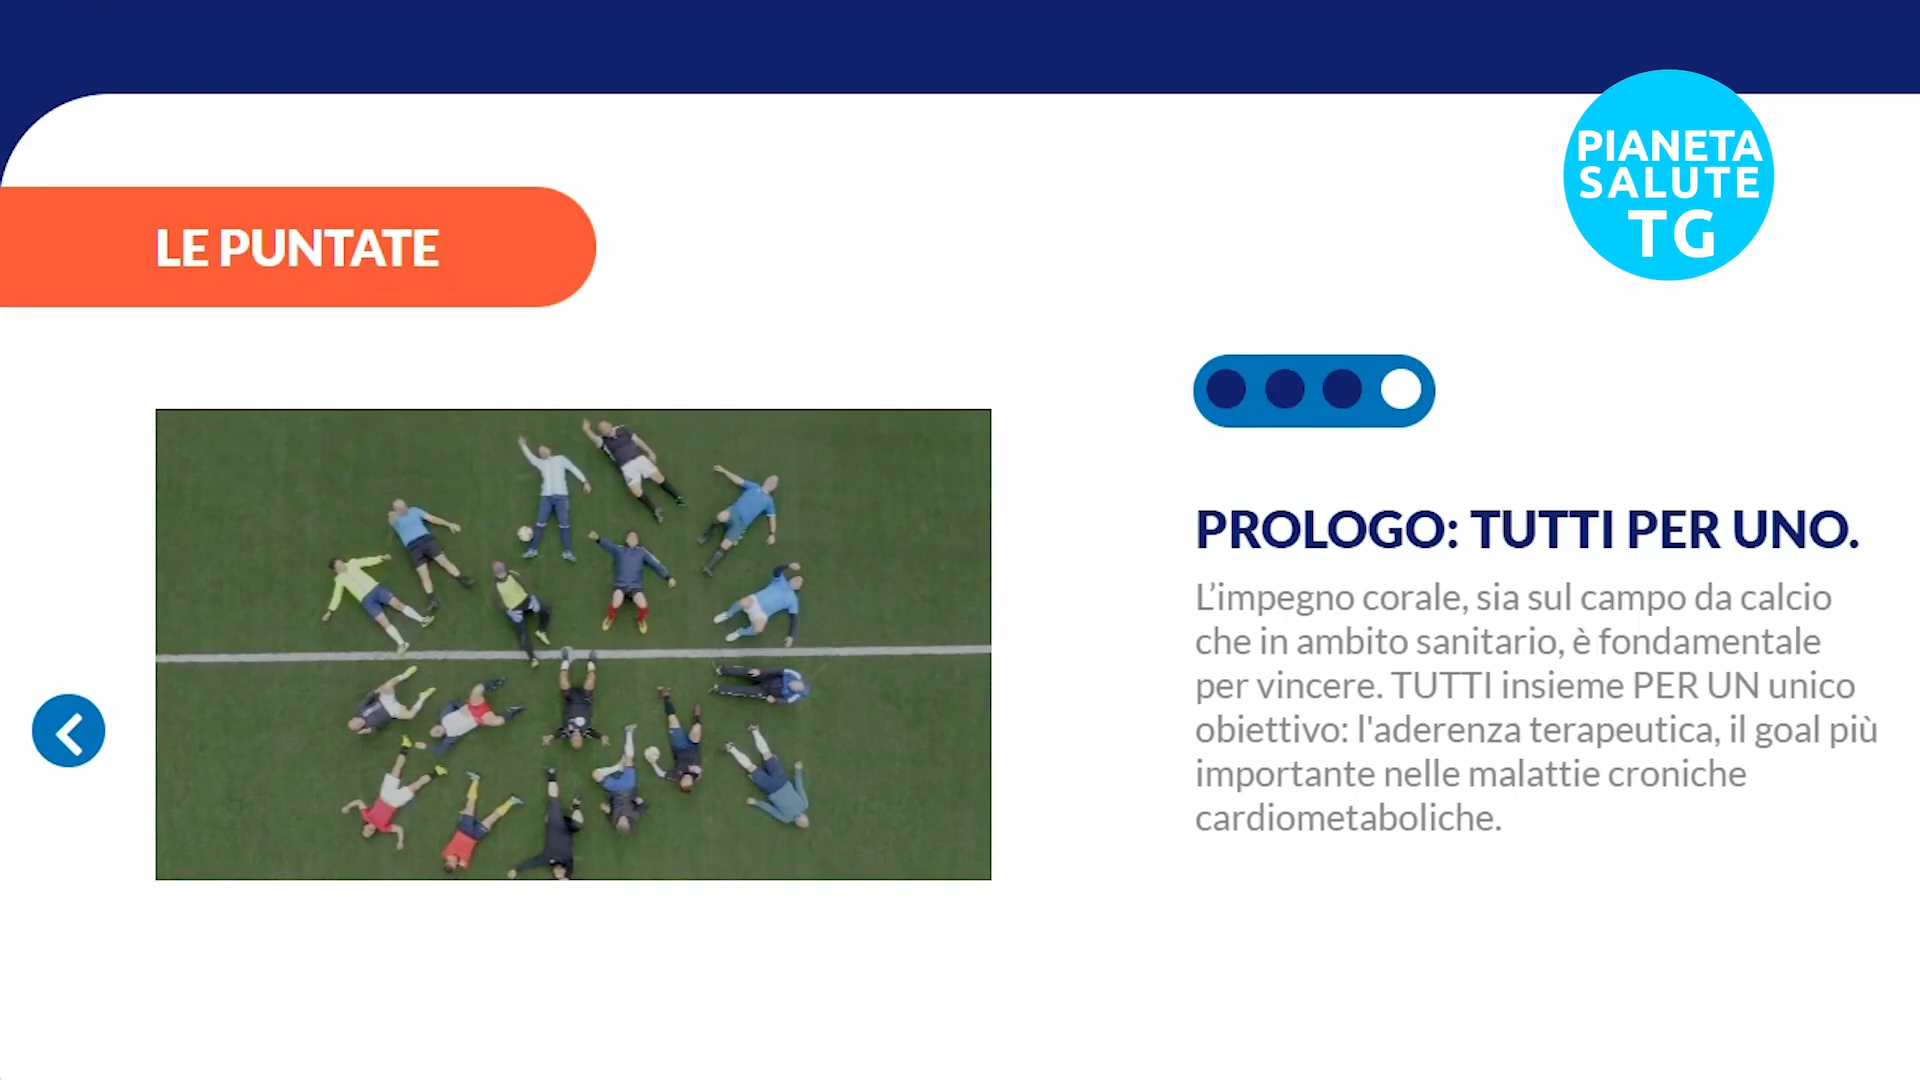 PIANETA
SALUTE
TG
LE PUNTATE
PROLOGO: TUTTI PER UNO.
L’impegno corale, sia sul campo da calcio
che in ambito sanitario, è fondamentale
per vincere. TUTTI insieme PER UN unico
obiettivo: l'aderenza terapeutica, il goal più
importante nelle malattie croniche
cardiometaboliche.